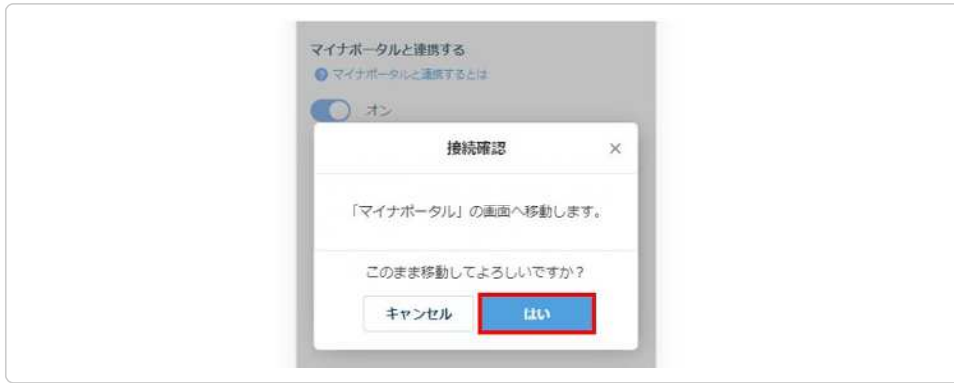 マイナポータルと連携する
? マイナポータルと連携するとは
オン
接続確認 ×
「マイナポータル」の画面へ移動します。
このまま移動してよろしいですか？
キャンセル はい